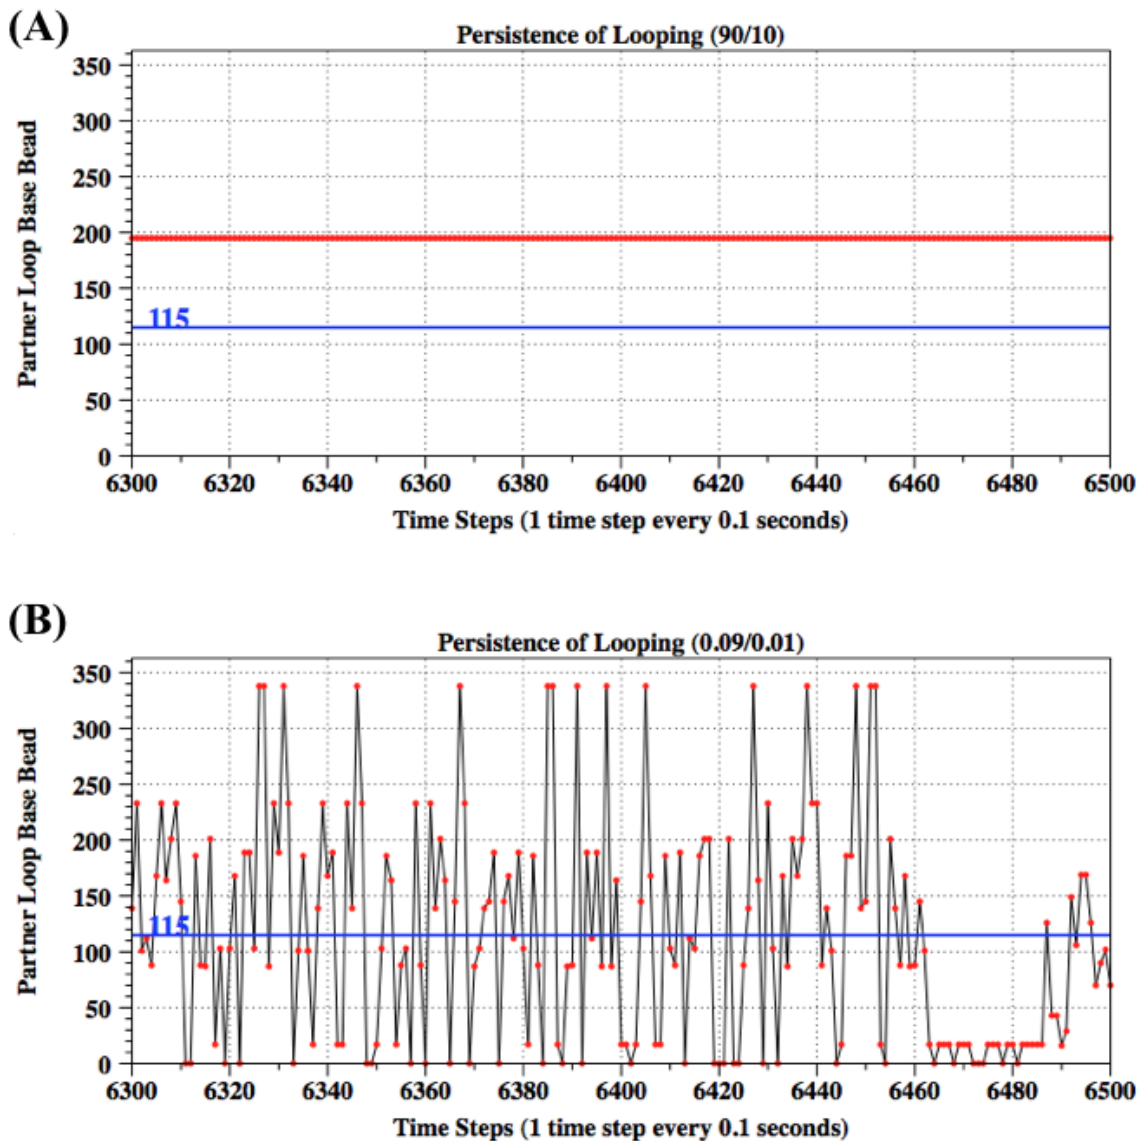 (A)
Persistence of Looping (90/10)
Partner Loop Base Bead
350
300
250
200
150
115
100
50
0
6300 6320 6340 6360 6380 6400 6420 6440 6460 6480 6500
Time Steps (1 time step every 0.1 seconds)
(B)
Persistence of Looping (0.09/0.01)
Partner Loop Base Bead
350
300
250
200
150
115
100
50
0
6300 6320 6340 6360 6380 6400 6420 6440 6460 6480 6500
Time Steps (1 time step every 0.1 seconds)